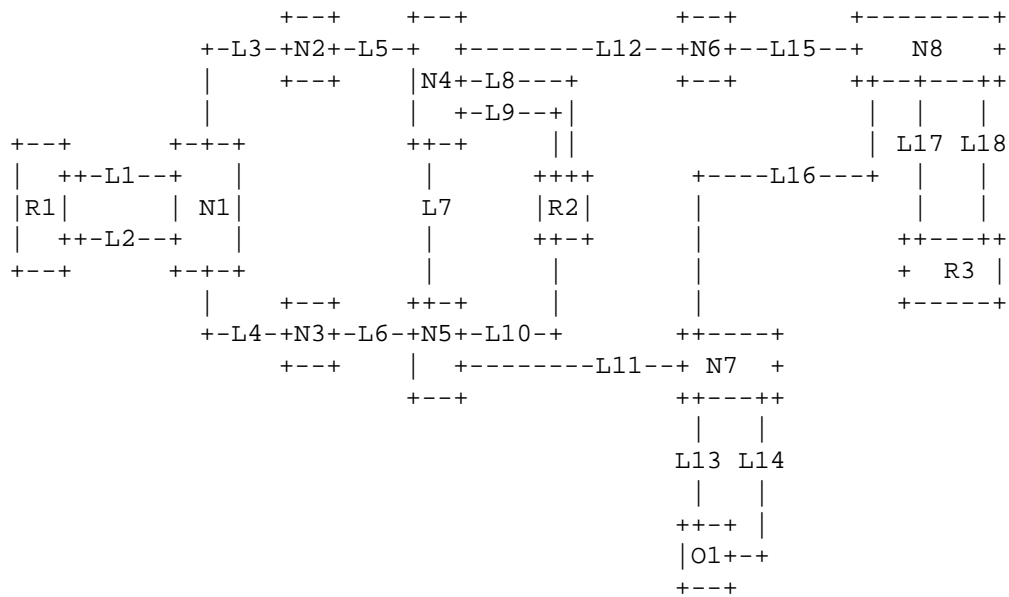 +--+     +--+             +--+        +--------+
            +-L3-+N2+-L5-+  +--------L12--+N6+--L15--+   N8   +
            |    +--+    |N4+-L8---+      +--+       ++--+---++
            |            |  +-L9--+|                  |  |   |
+--+      +-+-+          ++-+     ||                  | L17 L18
|  ++-L1--+   |           |      ++++      +----L16---+  |   |
|R1|      | N1|           L7     |R2|      |             |   |
|  ++-L2--+   |           |      ++-+      |            ++---++
+--+      +-+-+           |       |        |            +  R3 |
            |    +--+    ++-+     |        |            +-----+
            +-L4-+N3+-L6-+N5+-L10-+       ++----+
                 +--+    |  +--------L11--+ N7  +
                         +--+             ++---++
                                           |   |
                                          L13 L14
                                           |   |
                                          ++-+ |
                                          |O1+-+
                                          +--+